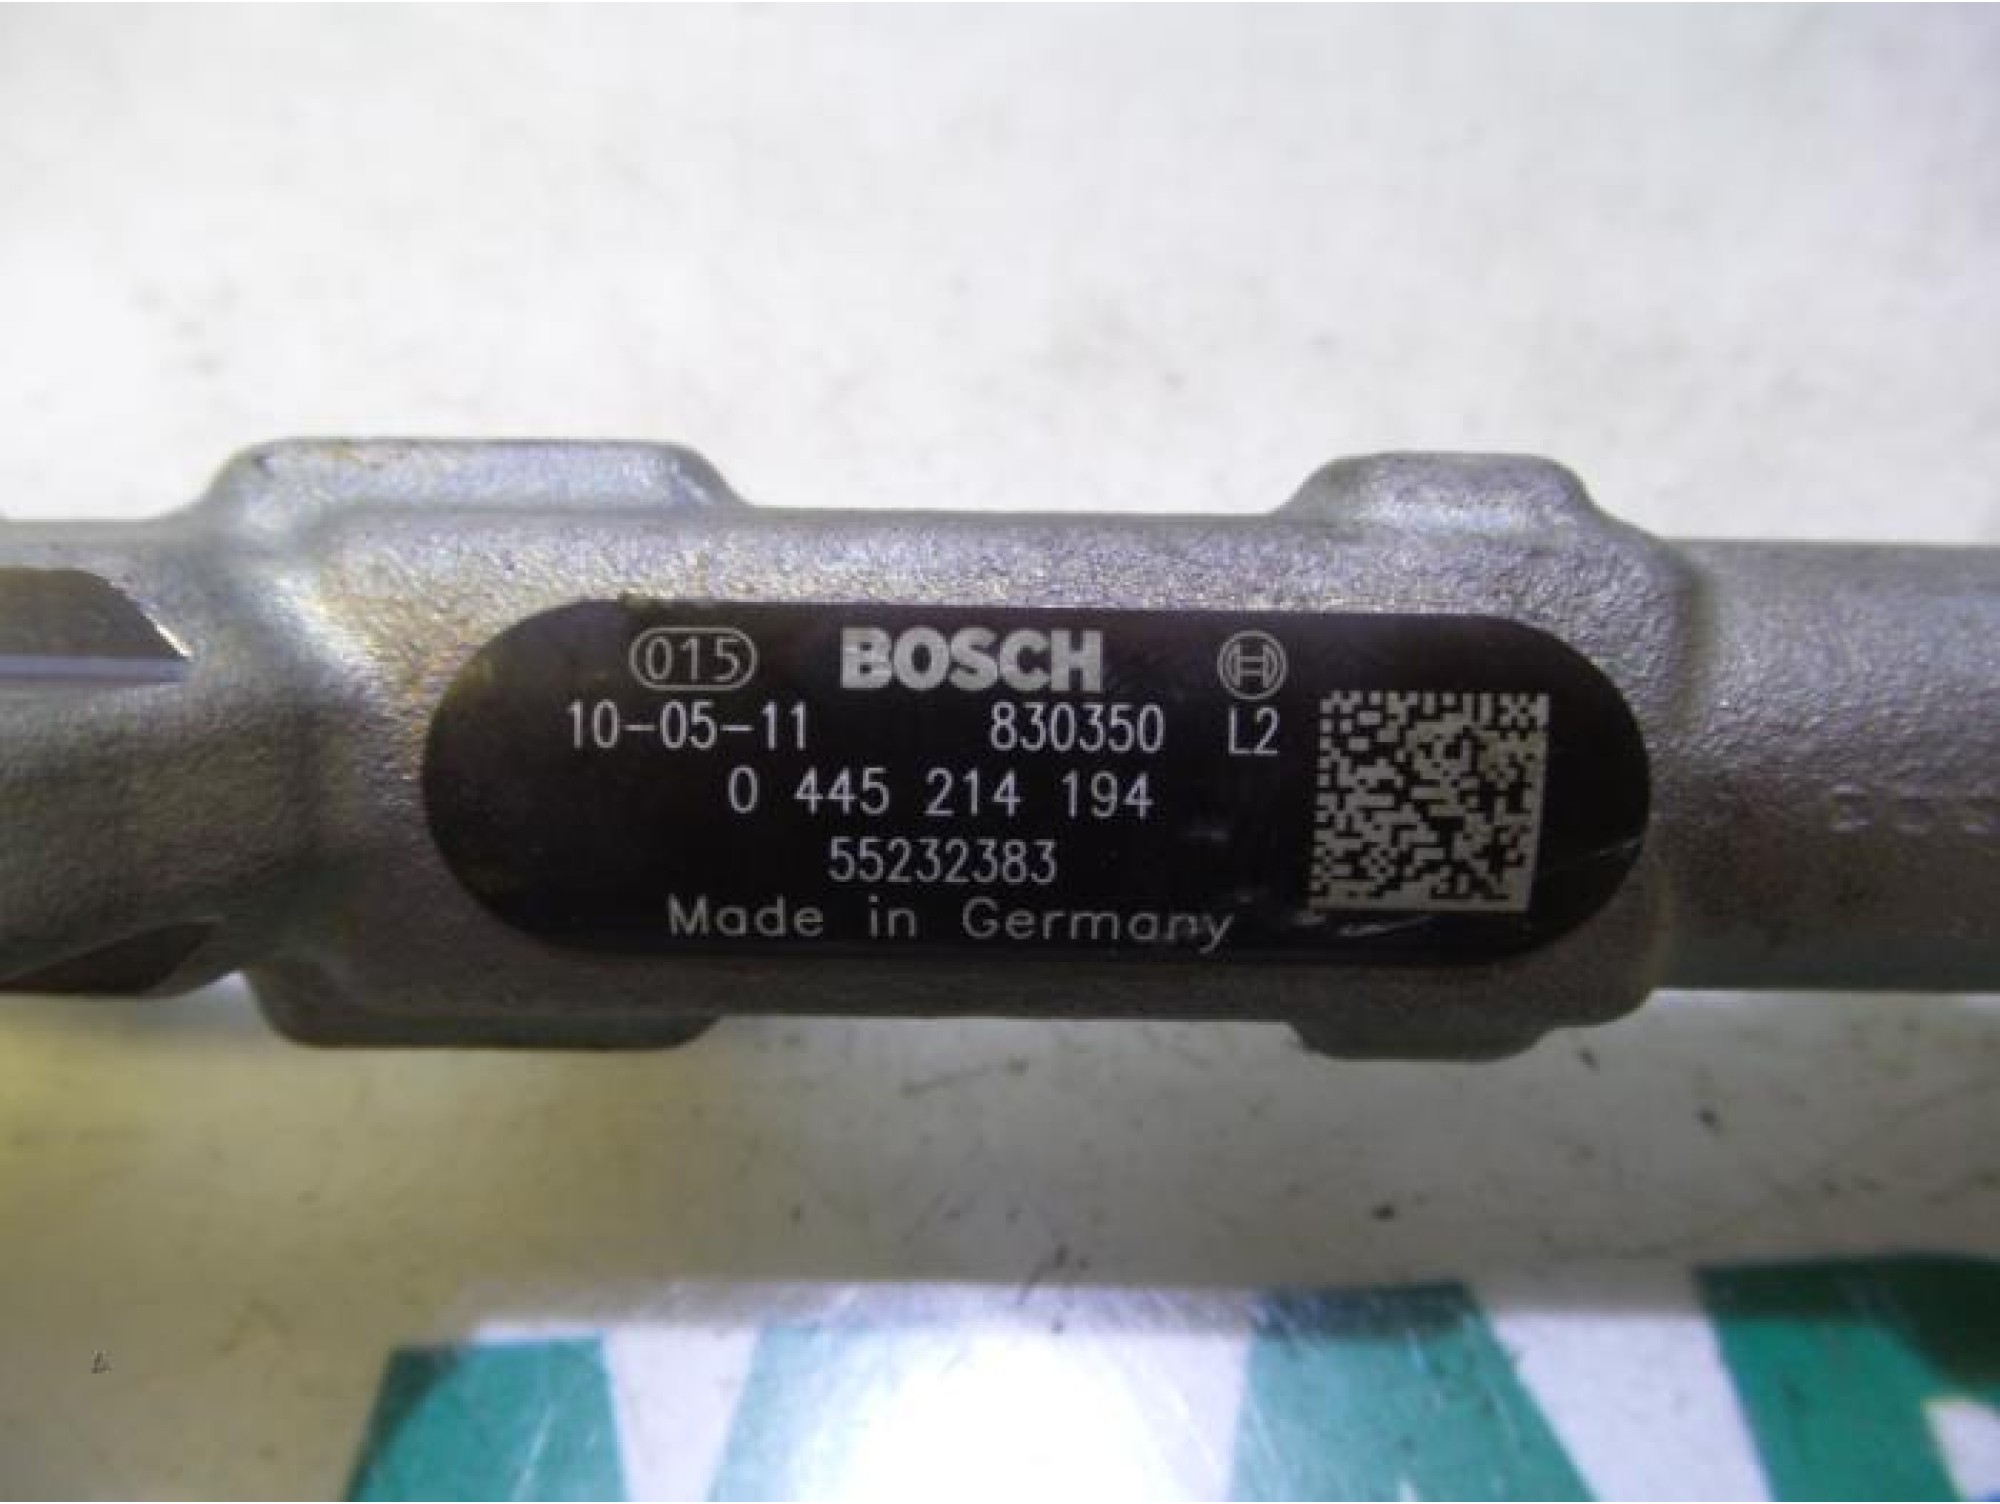 015 BOSCH
10-05-11 830350 L2
0 445 214 194
55232383
Made in Germany